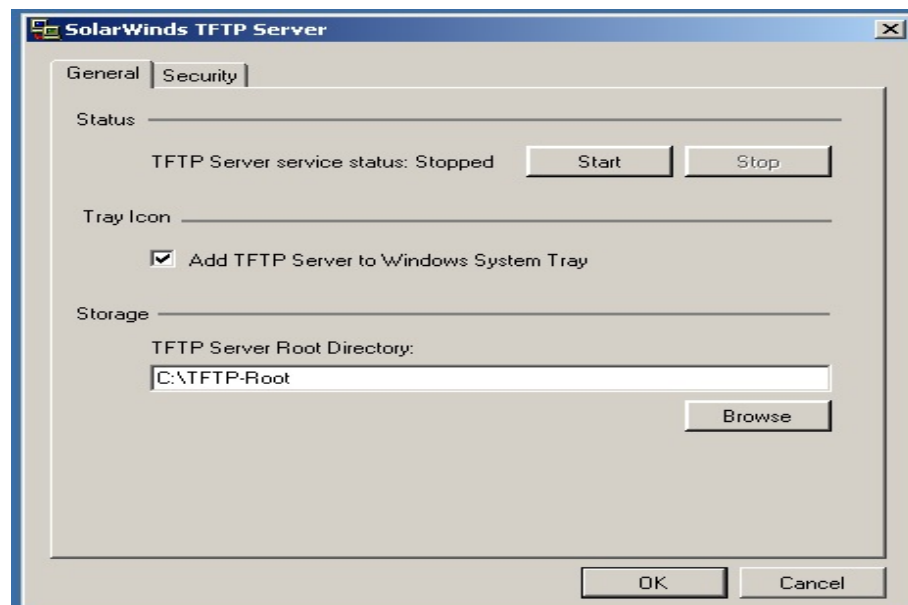 SolarWinds TFTP Server
General Security
Status
TFTP Server service status: Stopped Start Stop
Tray Icon
Add TFTP Server to Windows System Tray
Storage
TFTP Server Root Directory:
C:\TFTP-Root
Browse
OK Cancel